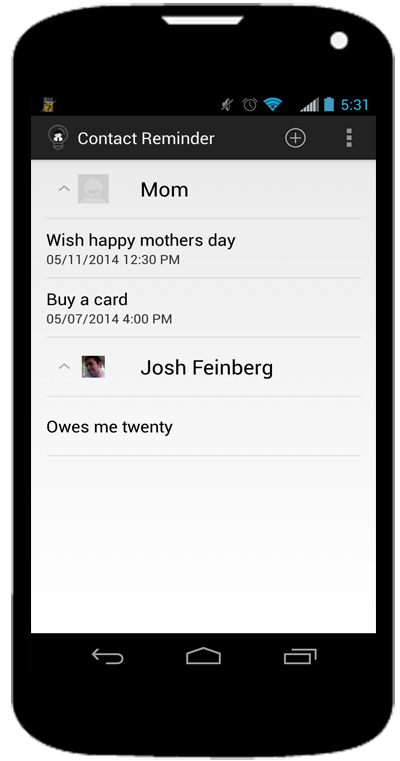 5:31
Contact Reminder
Mom
Wish happy mothers day
05/11/2014 12:30 PM
Buy a card
05/07/2014 4:00 PM
Josh Feinberg
Owes me twenty